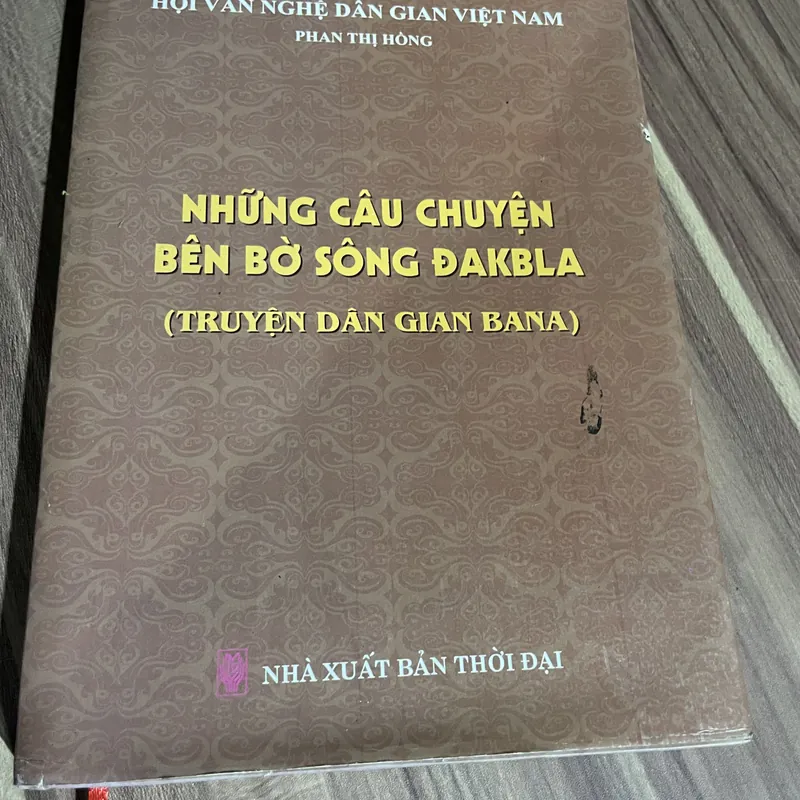 HỘI VĂN NGHỆ DÂN GIAN VIỆT NAM
PHAN THỊ HỒNG
NHỮNG CÂU CHUYỆN
BÊN BỜ SÔNG ĐAKBLA
(TRUYỆN DÂN GIAN BANA)
NHÀ XUẤT BẢN THỜI ĐẠI